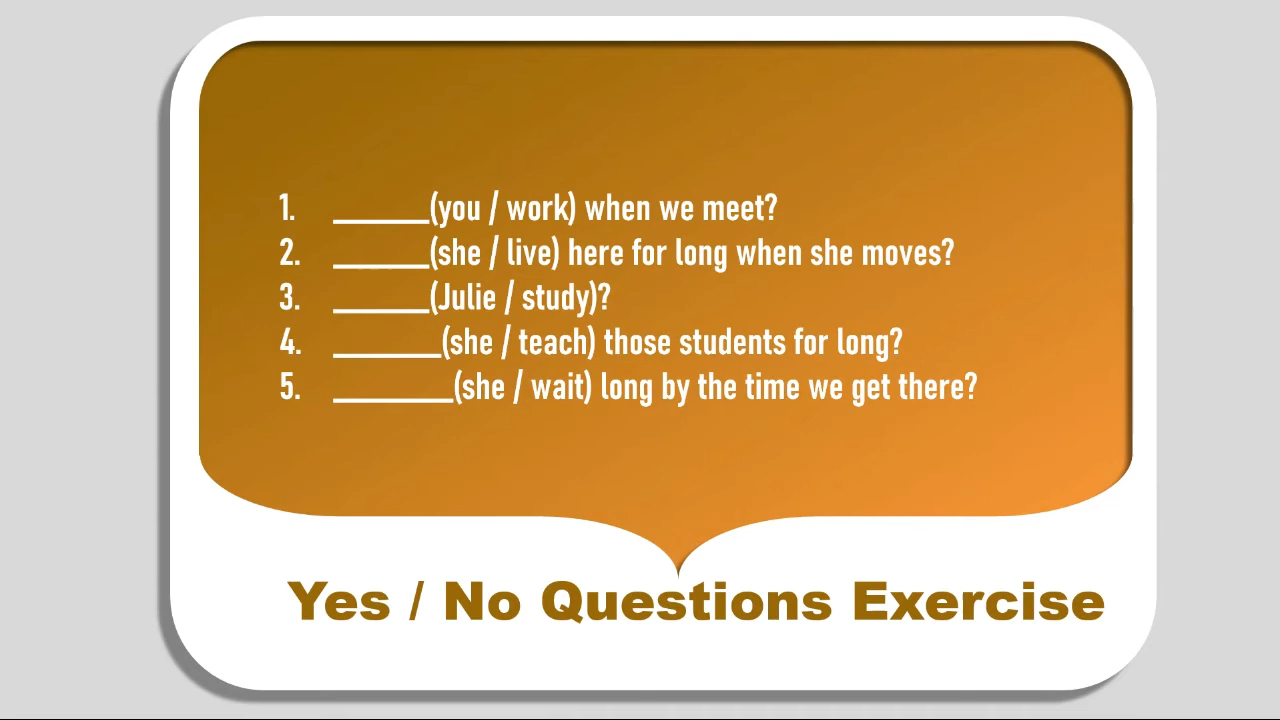 1. ______(you / work) when we meet?
2. ______(she / live) here for long when she moves?
3. ______(Julie / study)?
4. _______(she / teach) those students for long?
5. ________(she / wait) long by the time we get there?
Yes / No Questions Exercise